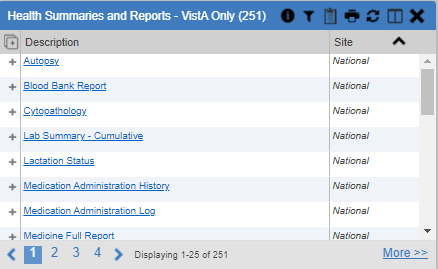 Health Summaries and Reports - VistA Only (251)
Description Site
Autopsy National
Blood Bank Report National
Cytopathology National
Lab Summary - Cumulative National
Lactation Status National
Medication Administration History National
Medication Administration Log National
Medicine Full Report National
1 2 3 4 Displaying 1-25 of 251 More >>